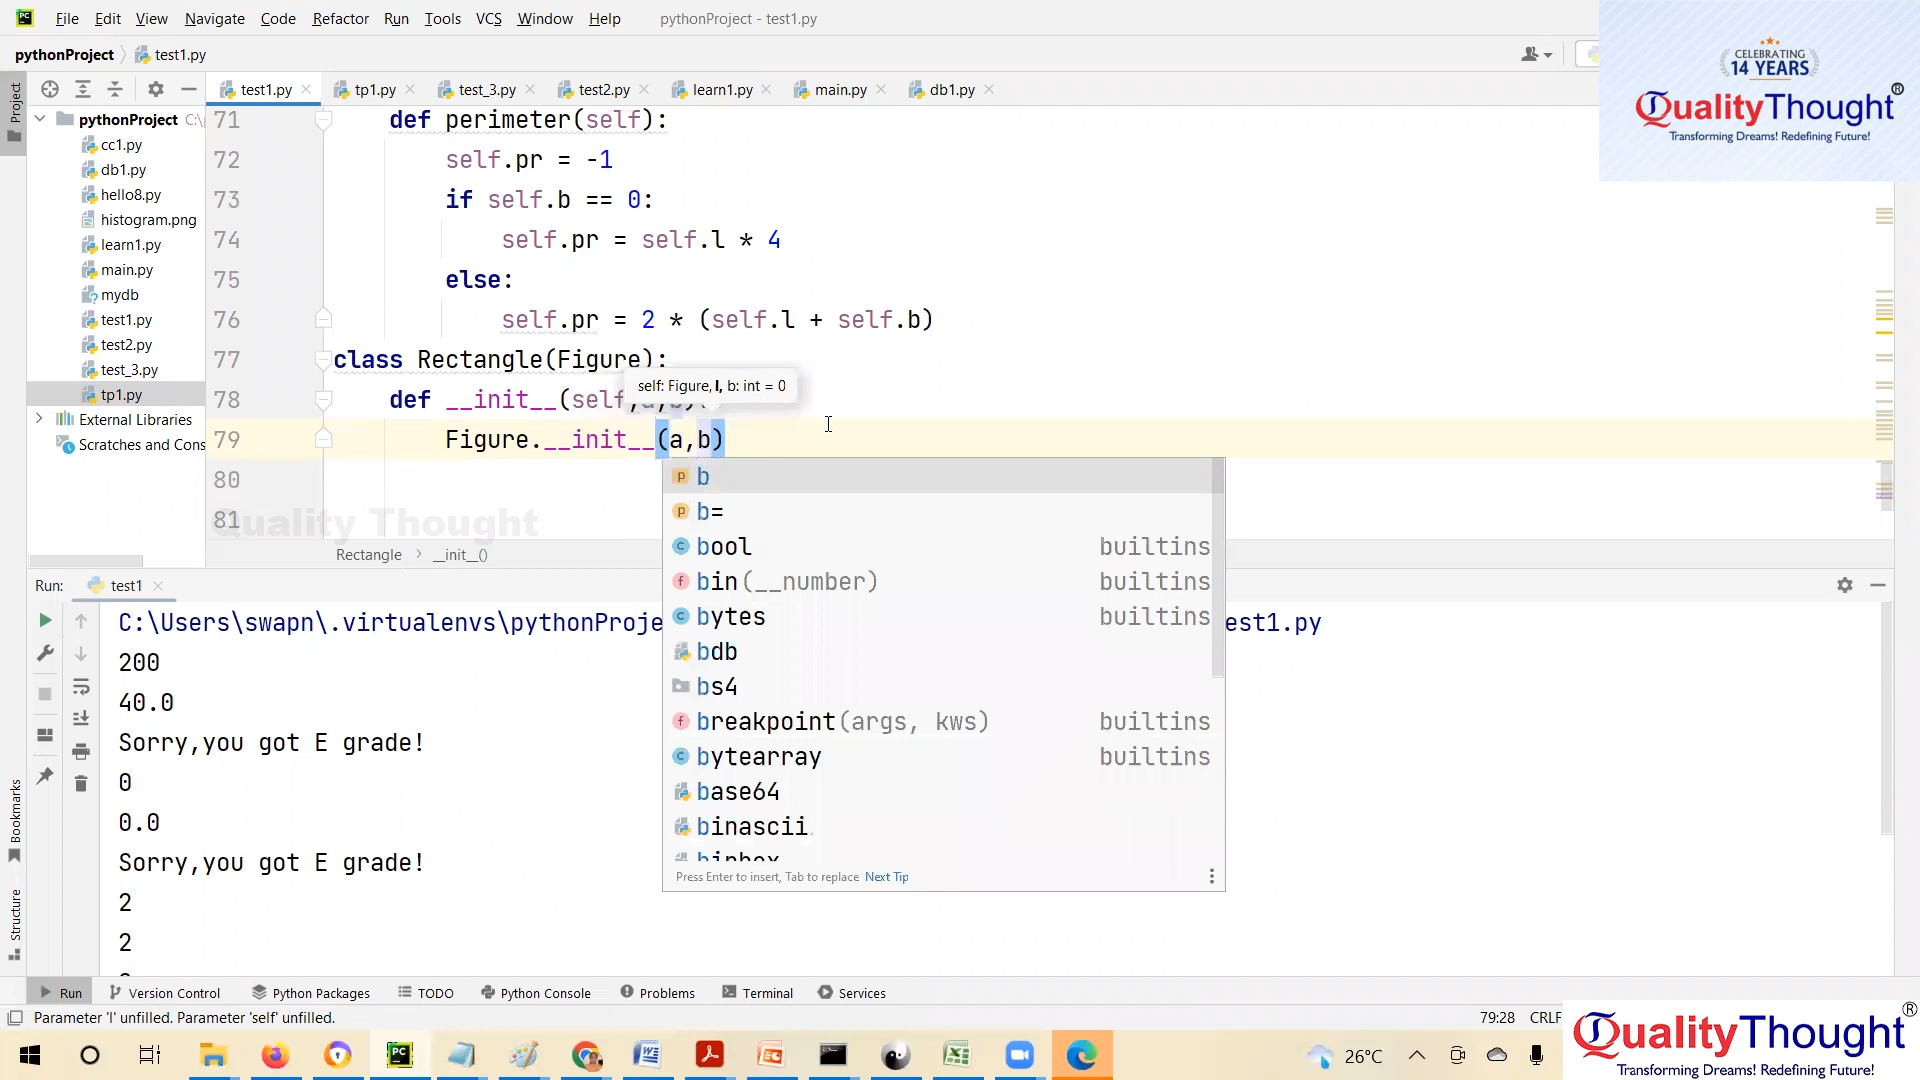 File Edit View Navigate Code Refactor Run Tools VCS Window Help pythonProject - test1.py
CELEBRATING
14 YEARS
QualityThought ®
Transforming Dreams! Redefining Future!
pythonProject test1.py
Project
test1.py tp1.py test_3.py test2.py learn1.py main.py db1.py
pythonProject C:\
cc1.py
db1.py
hello8.py
histogram.png
learn1.py
main.py
mydb
test1.py
test2.py
test_3.py
tp1.py
External Libraries
Scratches and Cons
71 def perimeter(self):
72 self.pr = -1
73 if self.b == 0:
74 self.pr = self.l * 4
75 else:
76 self.pr = 2 * (self.l + self.b)
77 class Rectangle(Figure):
self: Figure, l, b: int = 0
78 def __init__(self,
79 Figure.__init__(a,b)
80
81
Quality Thought
b
b=
bool builtins
bin(__number) builtins
bytes builtins
bdb
bs4
breakpoint(args, kws) builtins
bytearray builtins
base64
binascii
binhex
Press Enter to insert, Tab to replace Next Tip
Rectangle __init__()
Run: test1
C:\Users\swapn\.virtualenvs\pythonProje est1.py
200
40.0
Sorry,you got E grade!
0
0.0
Sorry,you got E grade!
2
2
Bookmarks
Structure
Run Version Control Python Packages TODO Python Console Problems Terminal Services
Parameter 'l' unfilled. Parameter 'self' unfilled.
79:28 CRLF
26°C
QualityThought ®
Transforming Dreams! Redefining Future!